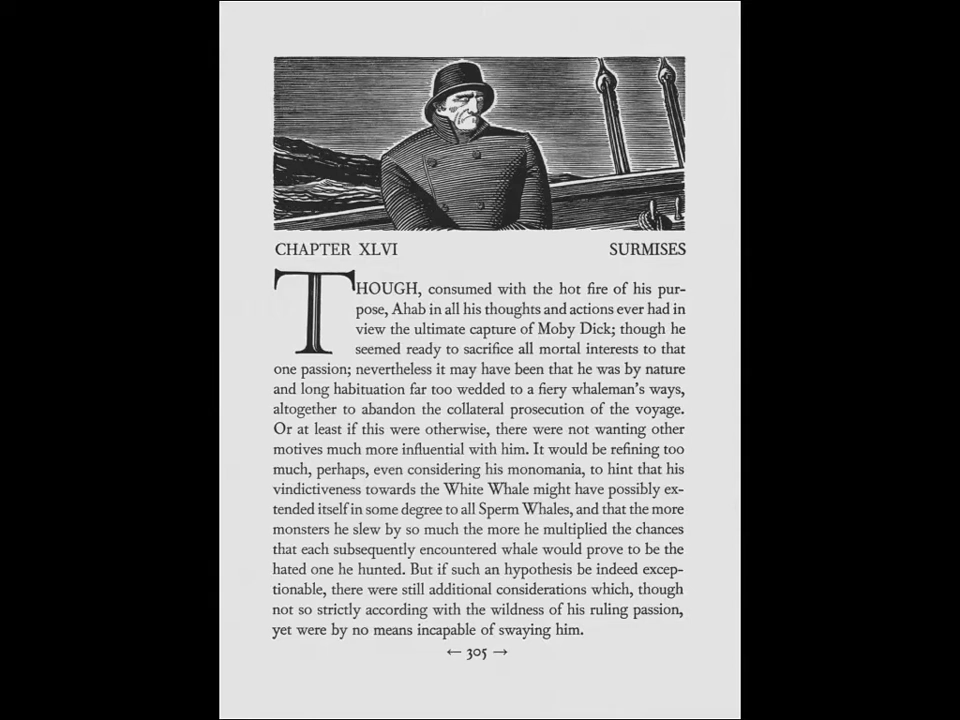 CHAPTER XLVI SURMISES
THOUGH, consumed with the hot fire of his pur-
pose, Ahab in all his thoughts and actions ever had in
view the ultimate capture of Moby Dick; though he
seemed ready to sacrifice all mortal interests to that
one passion; nevertheless it may have been that he was by nature
and long habituation far too wedded to a fiery whaleman's ways,
altogether to abandon the collateral prosecution of the voyage.
Or at least if this were otherwise, there were not wanting other
motives much more influential with him. It would be refining too
much, perhaps, even considering his monomania, to hint that his
vindictiveness towards the White Whale might have possibly ex-
tended itself in some degree to all Sperm Whales, and that the more
monsters he slew by so much the more he multiplied the chances
that each subsequently encountered whale would prove to be the
hated one he hunted. But if such an hypothesis be indeed excep-
tionable, there were still additional considerations which, though
not so strictly according with the wildness of his ruling passion,
yet were by no means incapable of swaying him.
← 305 →